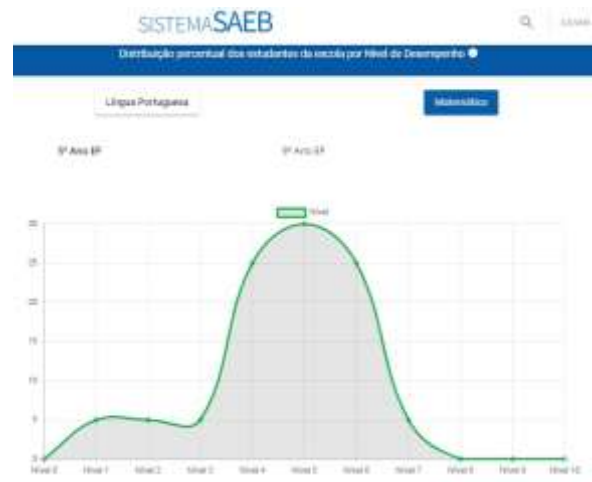 SISTEMASAEB
Distribuição percentual dos estudantes da escola por Nível de Desempenho
Língua Portuguesa
Matemática
5º Ano EF
9º Ano EF
Nível
30
25
20
15
10
5
0
Nível 0 Nível 1 Nível 2 Nível 3 Nível 4 Nível 5 Nível 6 Nível 7 Nível 8 Nível 9 Nível 10